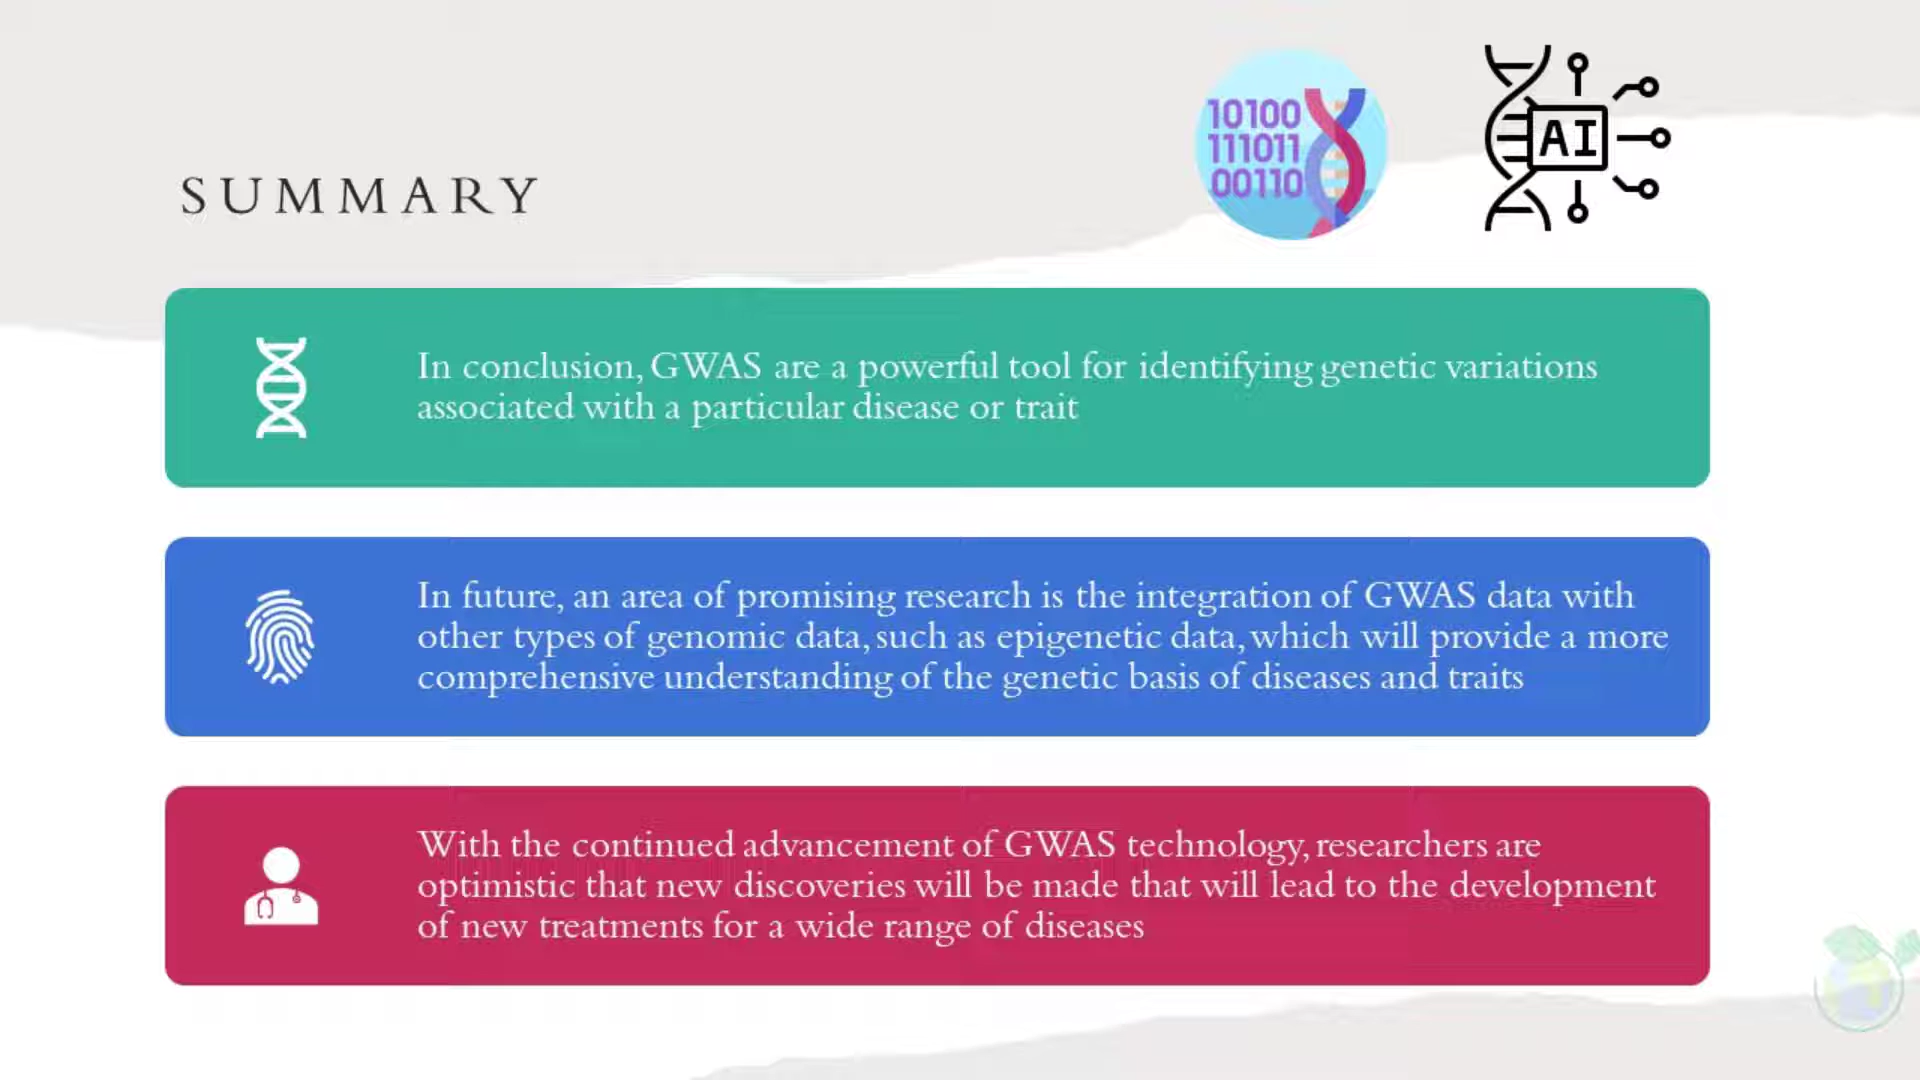 10100
111011
00110
AI
SUMMARY
In conclusion, GWAS are a powerful tool for identifying genetic variations
associated with a particular disease or trait
In future, an area of promising research is the integration of GWAS data with
other types of genomic data, such as epigenetic data, which will provide a more
comprehensive understanding of the genetic basis of diseases and traits
With the continued advancement of GWAS technology, researchers are
optimistic that new discoveries will be made that will lead to the development
of new treatments for a wide range of diseases